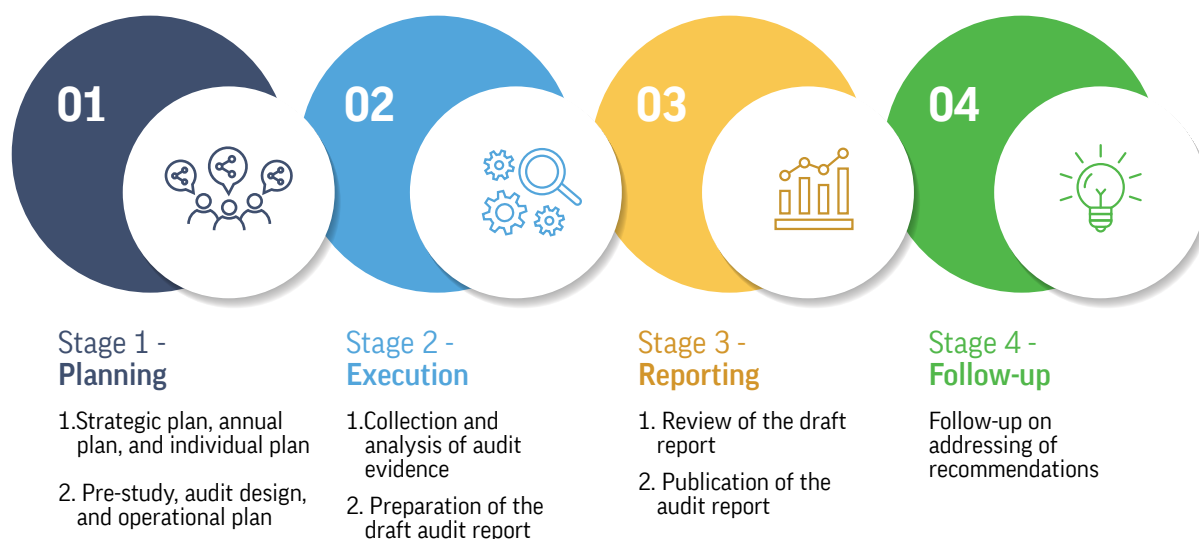 01
02
03
04
Stage 1 -
Planning
1.Strategic plan, annual
plan, and individual plan
2. Pre-study, audit design,
and operational plan
Stage 2 -
Execution
1.Collection and
analysis of audit
evidence
2. Preparation of the
draft audit report
Stage 3 -
Reporting
1. Review of the draft
report
2. Publication of the
audit report
Stage 4 -
Follow-up
Follow-up on
addressing of
recommendations